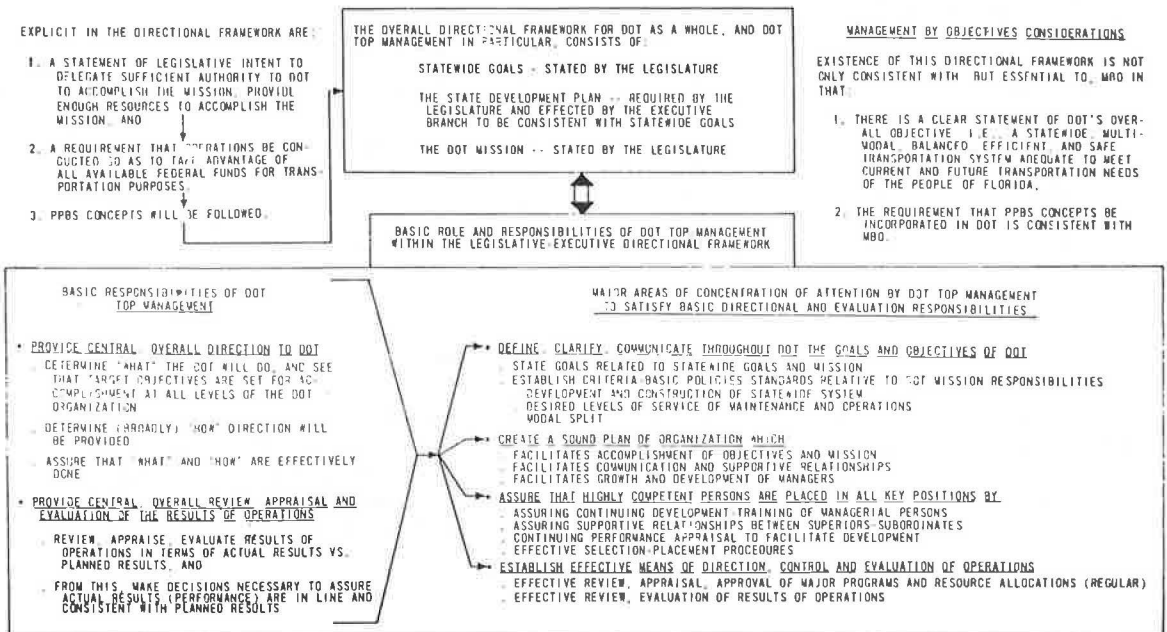 EXPLICIT IN THE DIRECTIONAL FRAMEWORK ARE:
1. A STATEMENT OF LEGISLATIVE INTENT TO
DELEGATE SUFFICIENT AUTHORITY TO DOT
TO ACCOMPLISH THE MISSION, PROVIDE
ENOUGH RESOURCES TO ACCOMPLISH THE
MISSION, AND
2. A REQUIREMENT THAT OPERATIONS BE CON-
DUCTED SO AS TO TAKE ADVANTAGE OF
ALL AVAILABLE FEDERAL FUNDS FOR TRANS-
PORTATION PURPOSES.
3. PPBS CONCEPTS WILL BE FOLLOWED.
THE OVERALL DIRECTIONAL FRAMEWORK FOR DOT AS A WHOLE, AND DOT
TOP MANAGEMENT IN PARTICULAR, CONSISTS OF:
STATEWIDE GOALS - STATED BY THE LEGISLATURE
THE STATE DEVELOPMENT PLAN -- REQUIRED BY THE
LEGISLATURE AND EFFECTED BY THE EXECUTIVE
BRANCH TO BE CONSISTENT WITH STATEWIDE GOALS
THE DOT MISSION -- STATED BY THE LEGISLATURE
MANAGEMENT BY OBJECTIVES CONSIDERATIONS
EXISTENCE OF THIS DIRECTIONAL FRAMEWORK IS NOT
ONLY CONSISTENT WITH BUT ESSENTIAL TO, MBO IN
THAT:
1. THERE IS A CLEAR STATEMENT OF DOT'S OVER-
ALL OBJECTIVE I.E., A STATEWIDE, MULTI-
MODAL, BALANCED EFFICIENT, AND SAFE
TRANSPORTATION SYSTEM ADEQUATE TO MEET
CURRENT AND FUTURE TRANSPORTATION NEEDS
OF THE PEOPLE OF FLORIDA.
2. THE REQUIREMENT THAT PPBS CONCEPTS BE
INCORPORATED IN DOT IS CONSISTENT WITH
MBO.
BASIC ROLE AND RESPONSIBILITIES OF DOT TOP MANAGEMENT
WITHIN THE LEGISLATIVE-EXECUTIVE DIRECTIONAL FRAMEWORK
BASIC RESPONSIBILITIES OF DOT
TOP MANAGEMENT
• PROVIDE CENTRAL, OVERALL DIRECTION TO DOT
DETERMINE "WHAT" THE DOT WILL DO, AND SEE
THAT TARGET OBJECTIVES ARE SET FOR AC-
COMPLISHMENT AT ALL LEVELS OF THE DOT
ORGANIZATION
DETERMINE (BROADLY) "HOW" DIRECTION WILL
BE PROVIDED
ASSURE THAT "WHAT" AND "HOW" ARE EFFECTIVELY
DONE
• PROVIDE CENTRAL, OVERALL REVIEW, APPRAISAL AND
EVALUATION OF THE RESULTS OF OPERATIONS
REVIEW, APPRAISE, EVALUATE RESULTS OF
OPERATIONS IN TERMS OF ACTUAL RESULTS VS.
PLANNED RESULTS, AND
FROM THIS, MAKE DECISIONS NECESSARY TO ASSURE
ACTUAL RESULTS (PERFORMANCE) ARE IN LINE AND
CONSISTENT WITH PLANNED RESULTS
MAJOR AREAS OF CONCENTRATION OF ATTENTION BY DOT TOP MANAGEMENT
TO SATISFY BASIC DIRECTIONAL AND EVALUATION RESPONSIBILITIES
• DEFINE, CLARIFY, COMMUNICATE THROUGHOUT DOT THE GOALS AND OBJECTIVES OF DOT
STATE GOALS RELATED TO STATEWIDE GOALS AND MISSION
ESTABLISH CRITERIA-BASIC POLICIES STANDARDS RELATIVE TO DOT MISSION RESPONSIBILITIES
DEVELOPMENT AND CONSTRUCTION OF STATEWIDE SYSTEM
DESIRED LEVELS OF SERVICE OF MAINTENANCE AND OPERATIONS
MODAL SPLIT
• CREATE A SOUND PLAN OF ORGANIZATION WHICH
FACILITATES ACCOMPLISHMENT OF OBJECTIVES AND MISSION
FACILITATES COMMUNICATION AND SUPPORTIVE RELATIONSHIPS
FACILITATES GROWTH AND DEVELOPMENT OF MANAGERS
• ASSURE THAT HIGHLY COMPETENT PERSONS ARE PLACED IN ALL KEY POSITIONS BY
ASSURING CONTINUING DEVELOPMENT-TRAINING OF MANAGERIAL PERSONS
ASSURING SUPPORTIVE RELATIONSHIPS BETWEEN SUPERIORS-SUBORDINATES
CONTINUING PERFORMANCE APPRAISAL TO FACILITATE DEVELOPMENT
EFFECTIVE SELECTION-PLACEMENT PROCEDURES
• ESTABLISH EFFECTIVE MEANS OF DIRECTION, CONTROL AND EVALUATION OF OPERATIONS
EFFECTIVE REVIEW, APPRAISAL, APPROVAL OF MAJOR PROGRAMS AND RESOURCE ALLOCATIONS (REGULAR)
EFFECTIVE REVIEW, EVALUATION OF RESULTS OF OPERATIONS